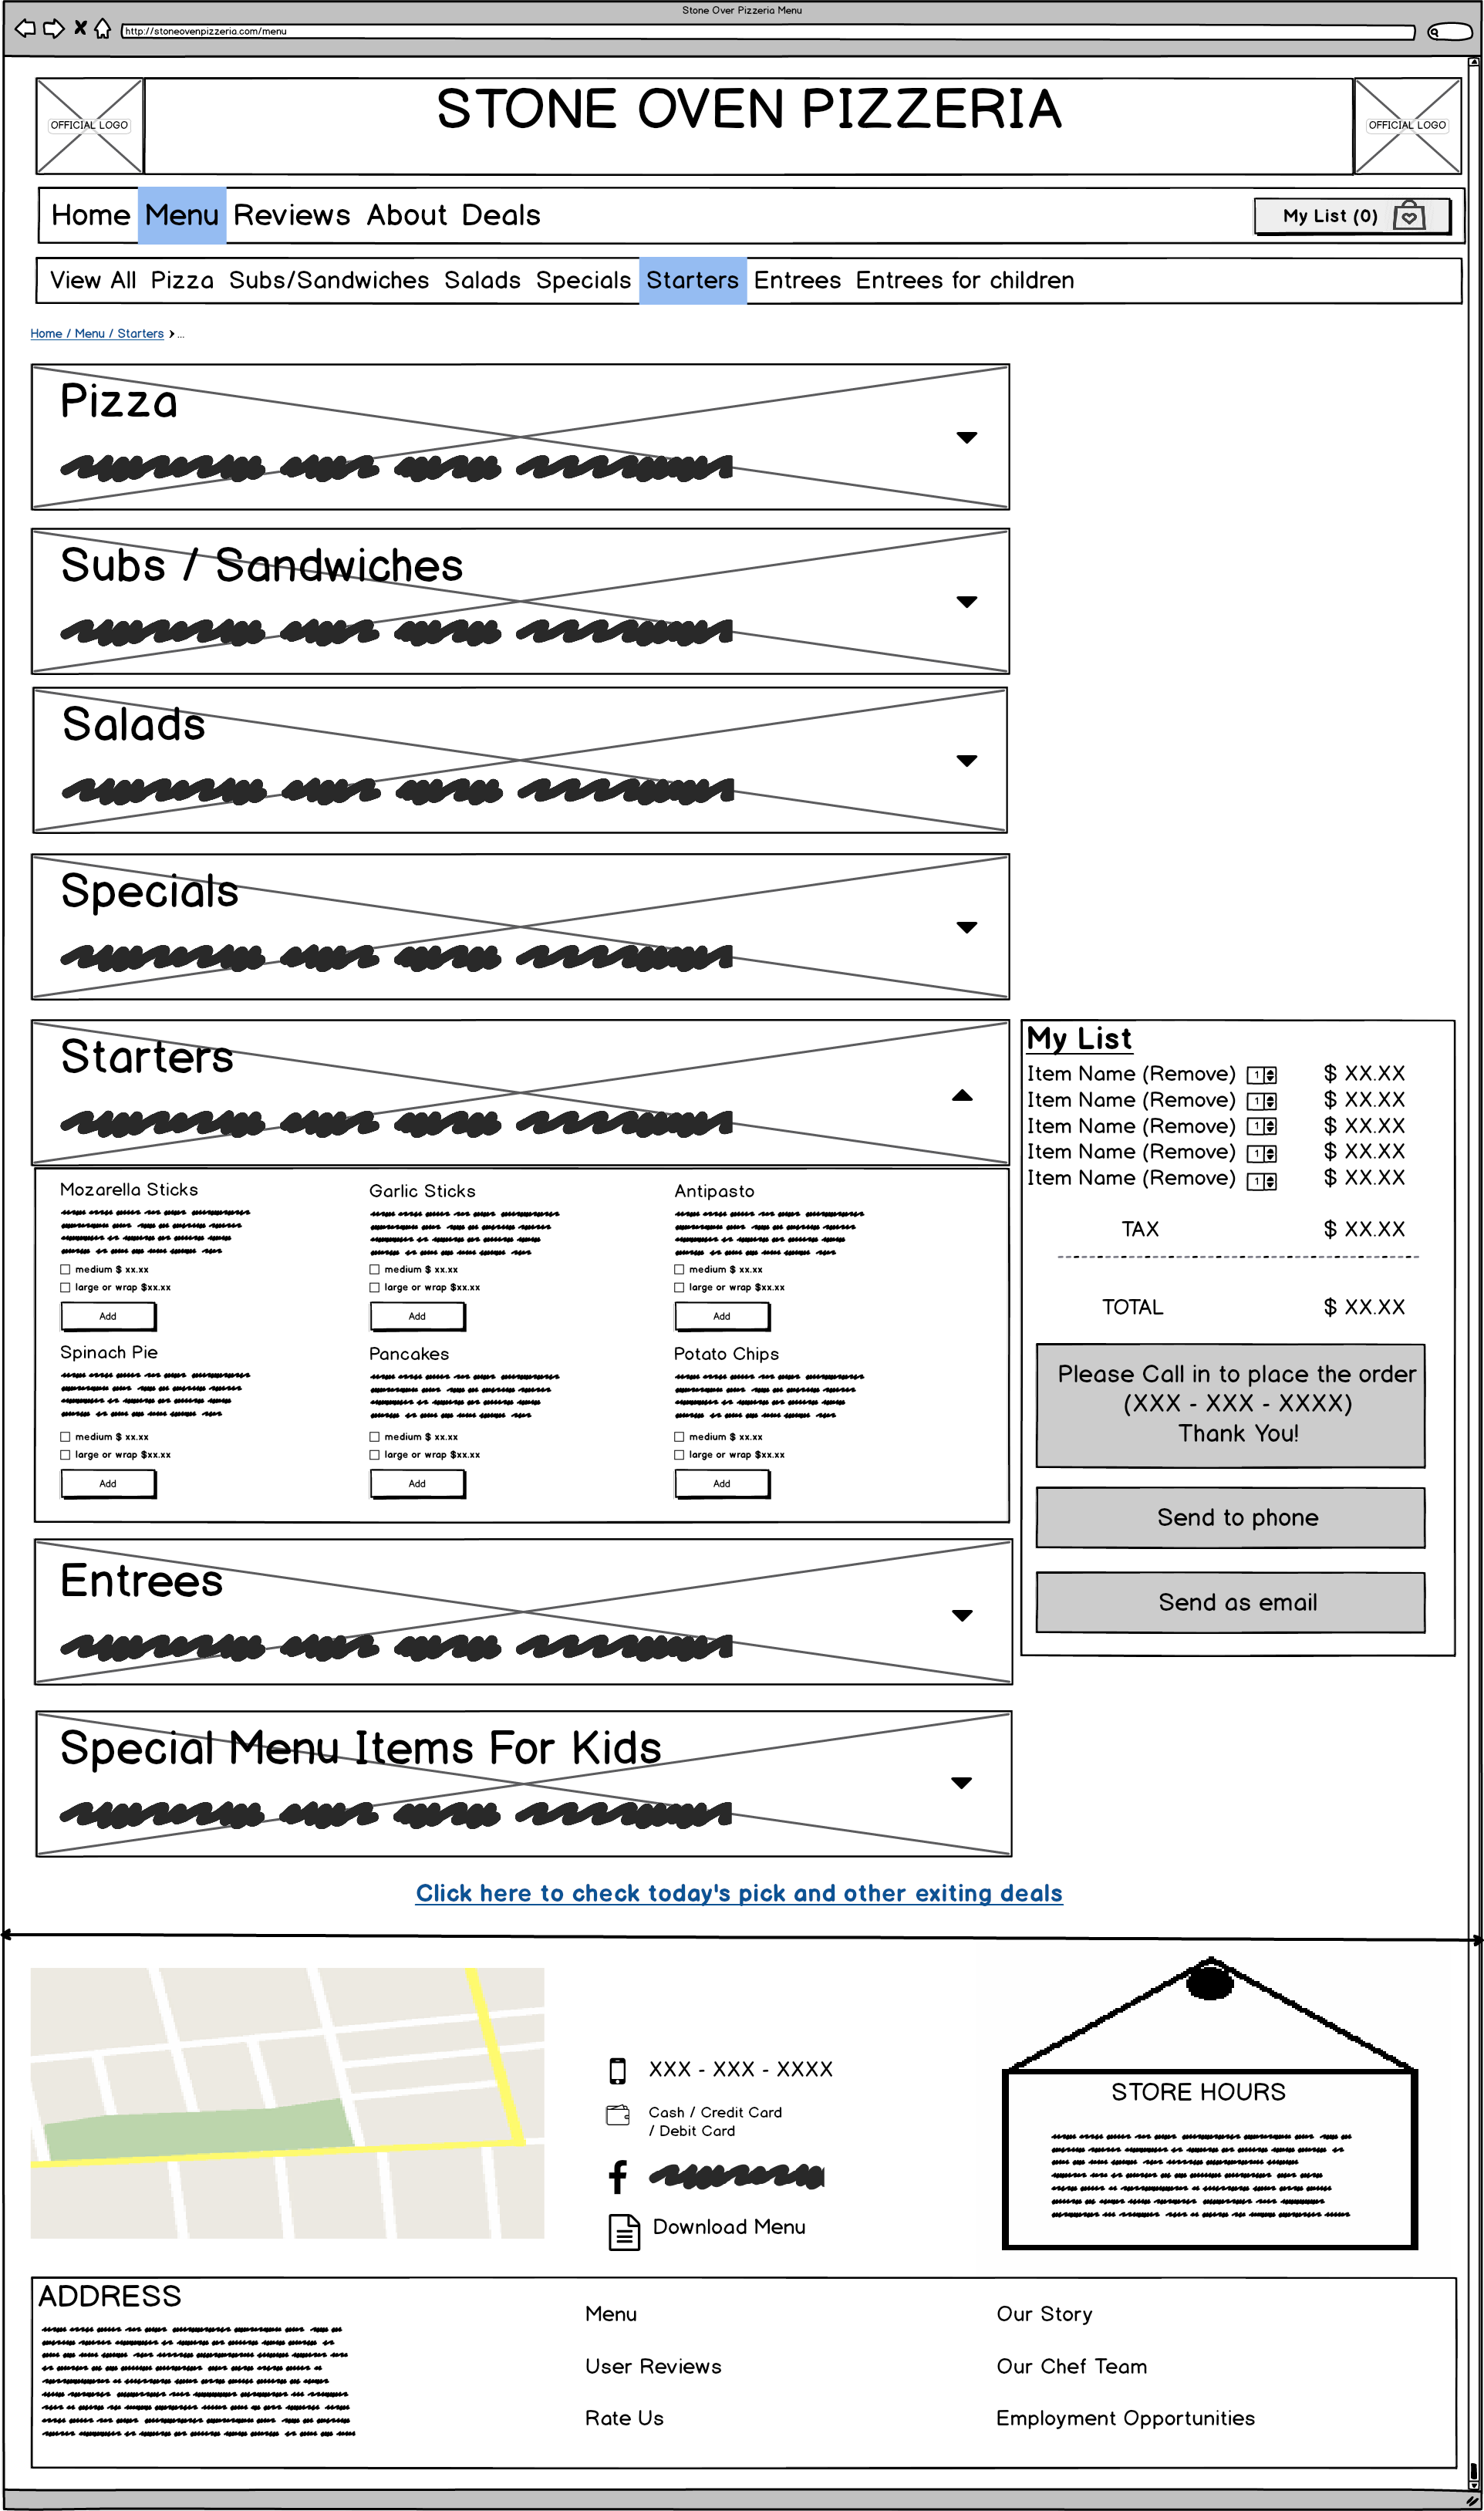 Stone Over Pizzeria Menu
http://stoneovenpizzeria.com/menu
OFFICIAL LOGO
STONE OVEN PIZZERIA
OFFICIAL LOGO
Home Menu Reviews About Deals
My List (0)
View All Pizza Subs/Sandwiches Salads Specials Starters Entrees Entrees for children
Home / Menu / Starters › ...
Pizza
Subs / Sandwiches
Salads
Specials
Starters
Mozarella Sticks
medium $ xx.xx
large or wrap $xx.xx
Add
Garlic Sticks
medium $ xx.xx
large or wrap $xx.xx
Add
Antipasto
medium $ xx.xx
large or wrap $xx.xx
Add
Spinach Pie
medium $ xx.xx
large or wrap $xx.xx
Add
Pancakes
medium $ xx.xx
large or wrap $xx.xx
Add
Potato Chips
medium $ xx.xx
large or wrap $xx.xx
Add
My List
Item Name (Remove) 1 $ XX.XX
Item Name (Remove) 1 $ XX.XX
Item Name (Remove) 1 $ XX.XX
Item Name (Remove) 1 $ XX.XX
Item Name (Remove) 1 $ XX.XX
TAX $ XX.XX
TOTAL $ XX.XX
Please Call in to place the order
(XXX - XXX - XXXX)
Thank You!
Send to phone
Send as email
Entrees
Special Menu Items For Kids
Click here to check today's pick and other exiting deals
XXX - XXX - XXXX
Cash / Credit Card
/ Debit Card
Download Menu
STORE HOURS
ADDRESS
Menu
User Reviews
Rate Us
Our Story
Our Chef Team
Employment Opportunities